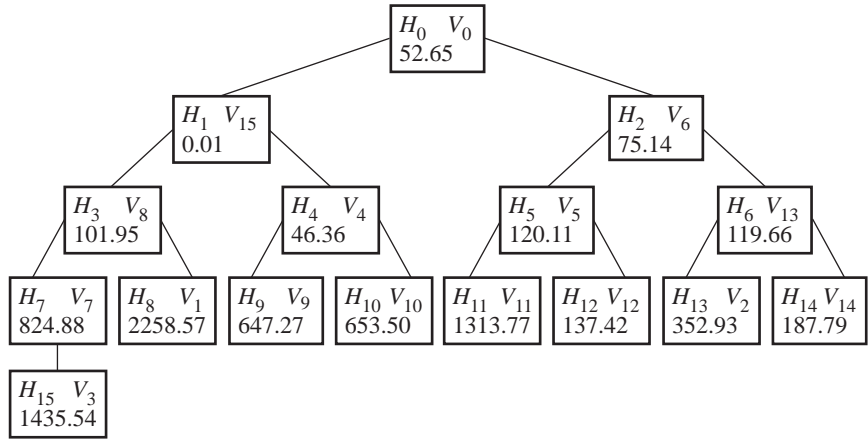 H0 V0
52.65
H1 V15
0.01
H2 V6
75.14
H3 V8
101.95
H4 V4
46.36
H5 V5
120.11
H6 V13
119.66
H7 V7
824.88
H8 V1
2258.57
H9 V9
647.27
H10 V10
653.50
H11 V11
1313.77
H12 V12
137.42
H13 V2
352.93
H14 V14
187.79
H15 V3
1435.54